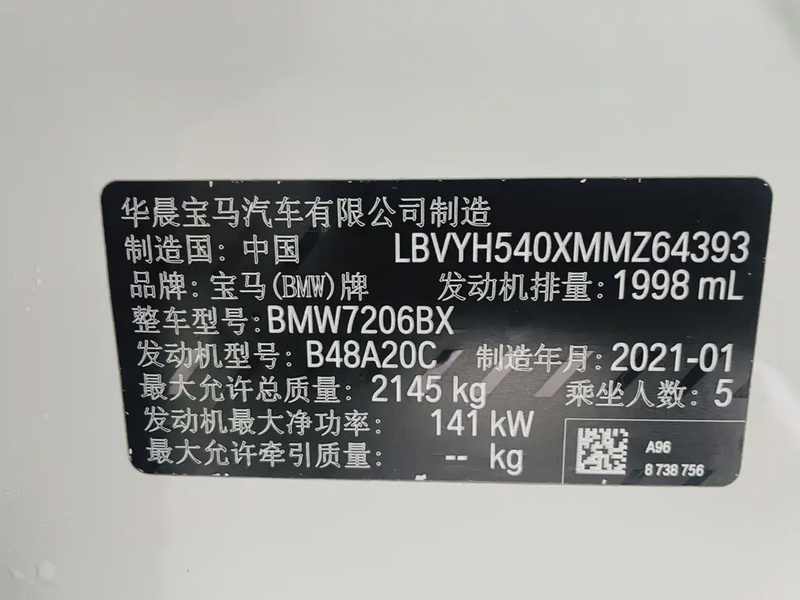 华晨宝马汽车有限公司制造
制造国: 中国 LBVYH540XMMZ64393
品牌: 宝马(BMW)牌 发动机排量: 1998 mL
整车型号: BMW7206BX
发动机型号: B48A20C 制造年月: 2021-01
最大允许总质量: 2145 kg 乘坐人数: 5
发动机最大净功率: 141 kW
最大允许牵引质量: -- kg
A96
8 738 756